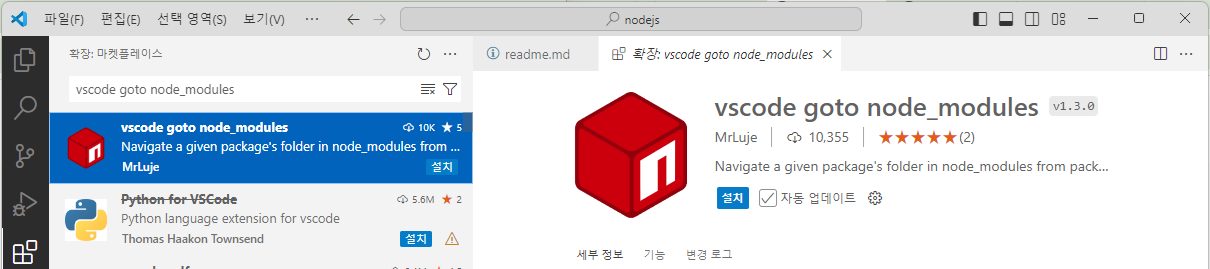 파일(F) 편집(E) 선택 영역(S) 보기(V) ··· nodejs
확장: 마켓플레이스
readme.md 확장: vscode goto node_modules
vscode goto node_modules
vscode goto node_modules 10K 5
Navigate a given package's folder in node_modules from ...
MrLuje 설치
Python for VSCode 5.6M 2
Python language extension for vscode
Thomas Haakon Townsend 설치
vscode goto node_modules v1.3.0
MrLuje 10,355 (2)
Navigate a given package's folder in node_modules from pack...
설치 자동 업데이트
세부 정보 기능 변경 로그